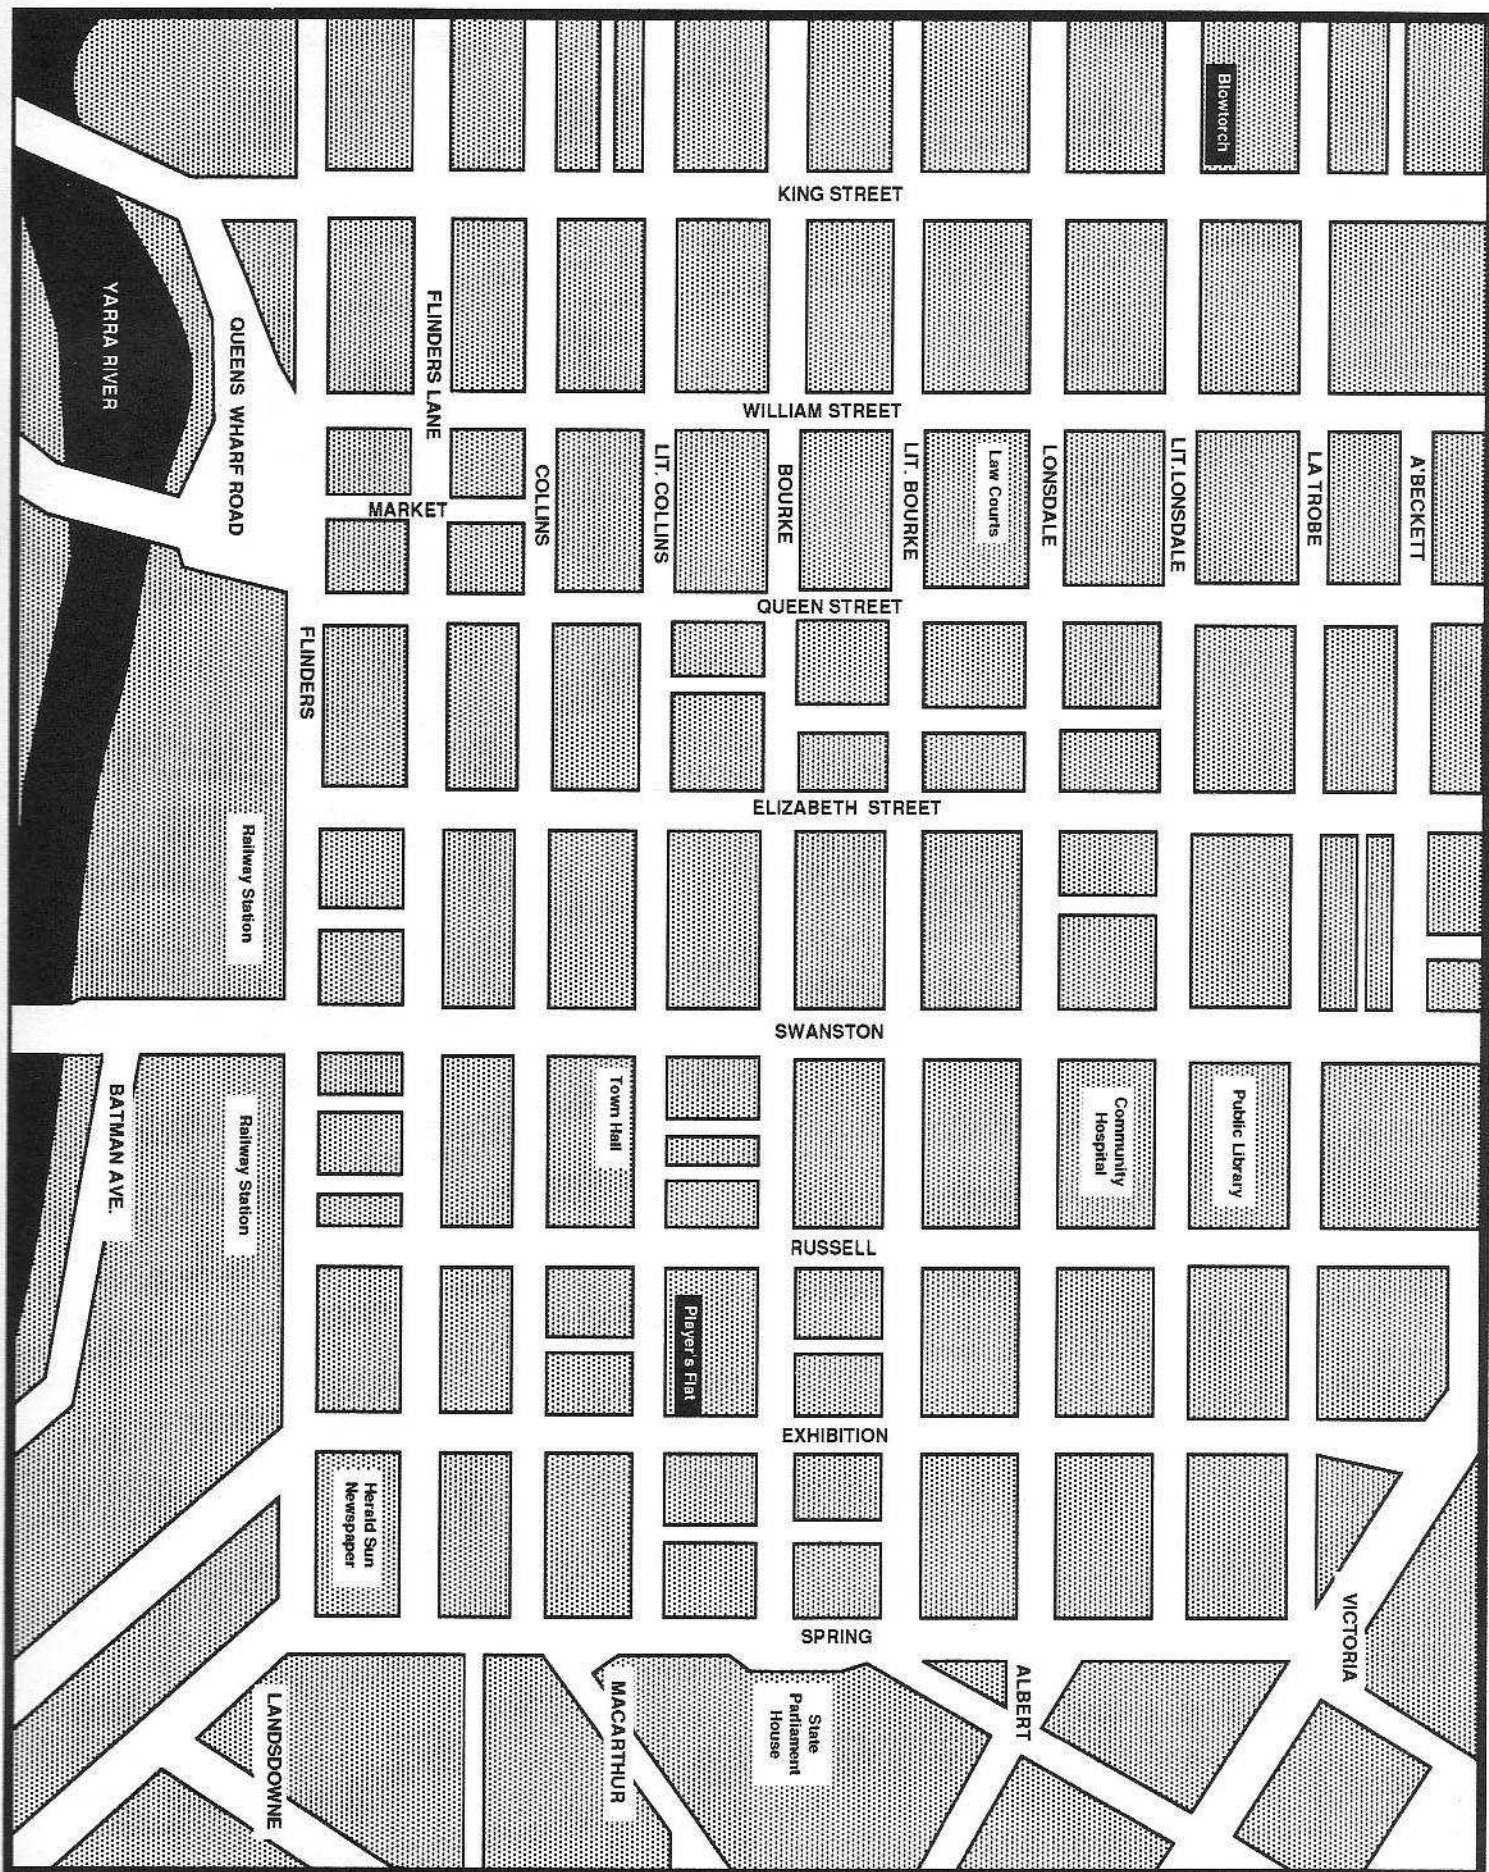 Blowtorch
KING STREET
YARRA RIVER
QUEENS WHARF ROAD
FLINDERS LANE
WILLIAM STREET
MARKET
COLLINS
LIT. COLLINS
BOURKE
LIT. BOURKE
Law Courts
LONSDALE
LIT. LONSDALE
LA TROBE
A'BECKETT
QUEEN STREET
FLINDERS
ELIZABETH STREET
Railway Station
SWANSTON
BATMAN AVE.
Railway Station
Town Hall
Community
Hospital
Public Library
RUSSELL
Player's Flat
EXHIBITION
Herald Sun
Newspaper
SPRING
VICTORIA
LANDSDOWNE
MACARTHUR
State
Parliament
House
ALBERT